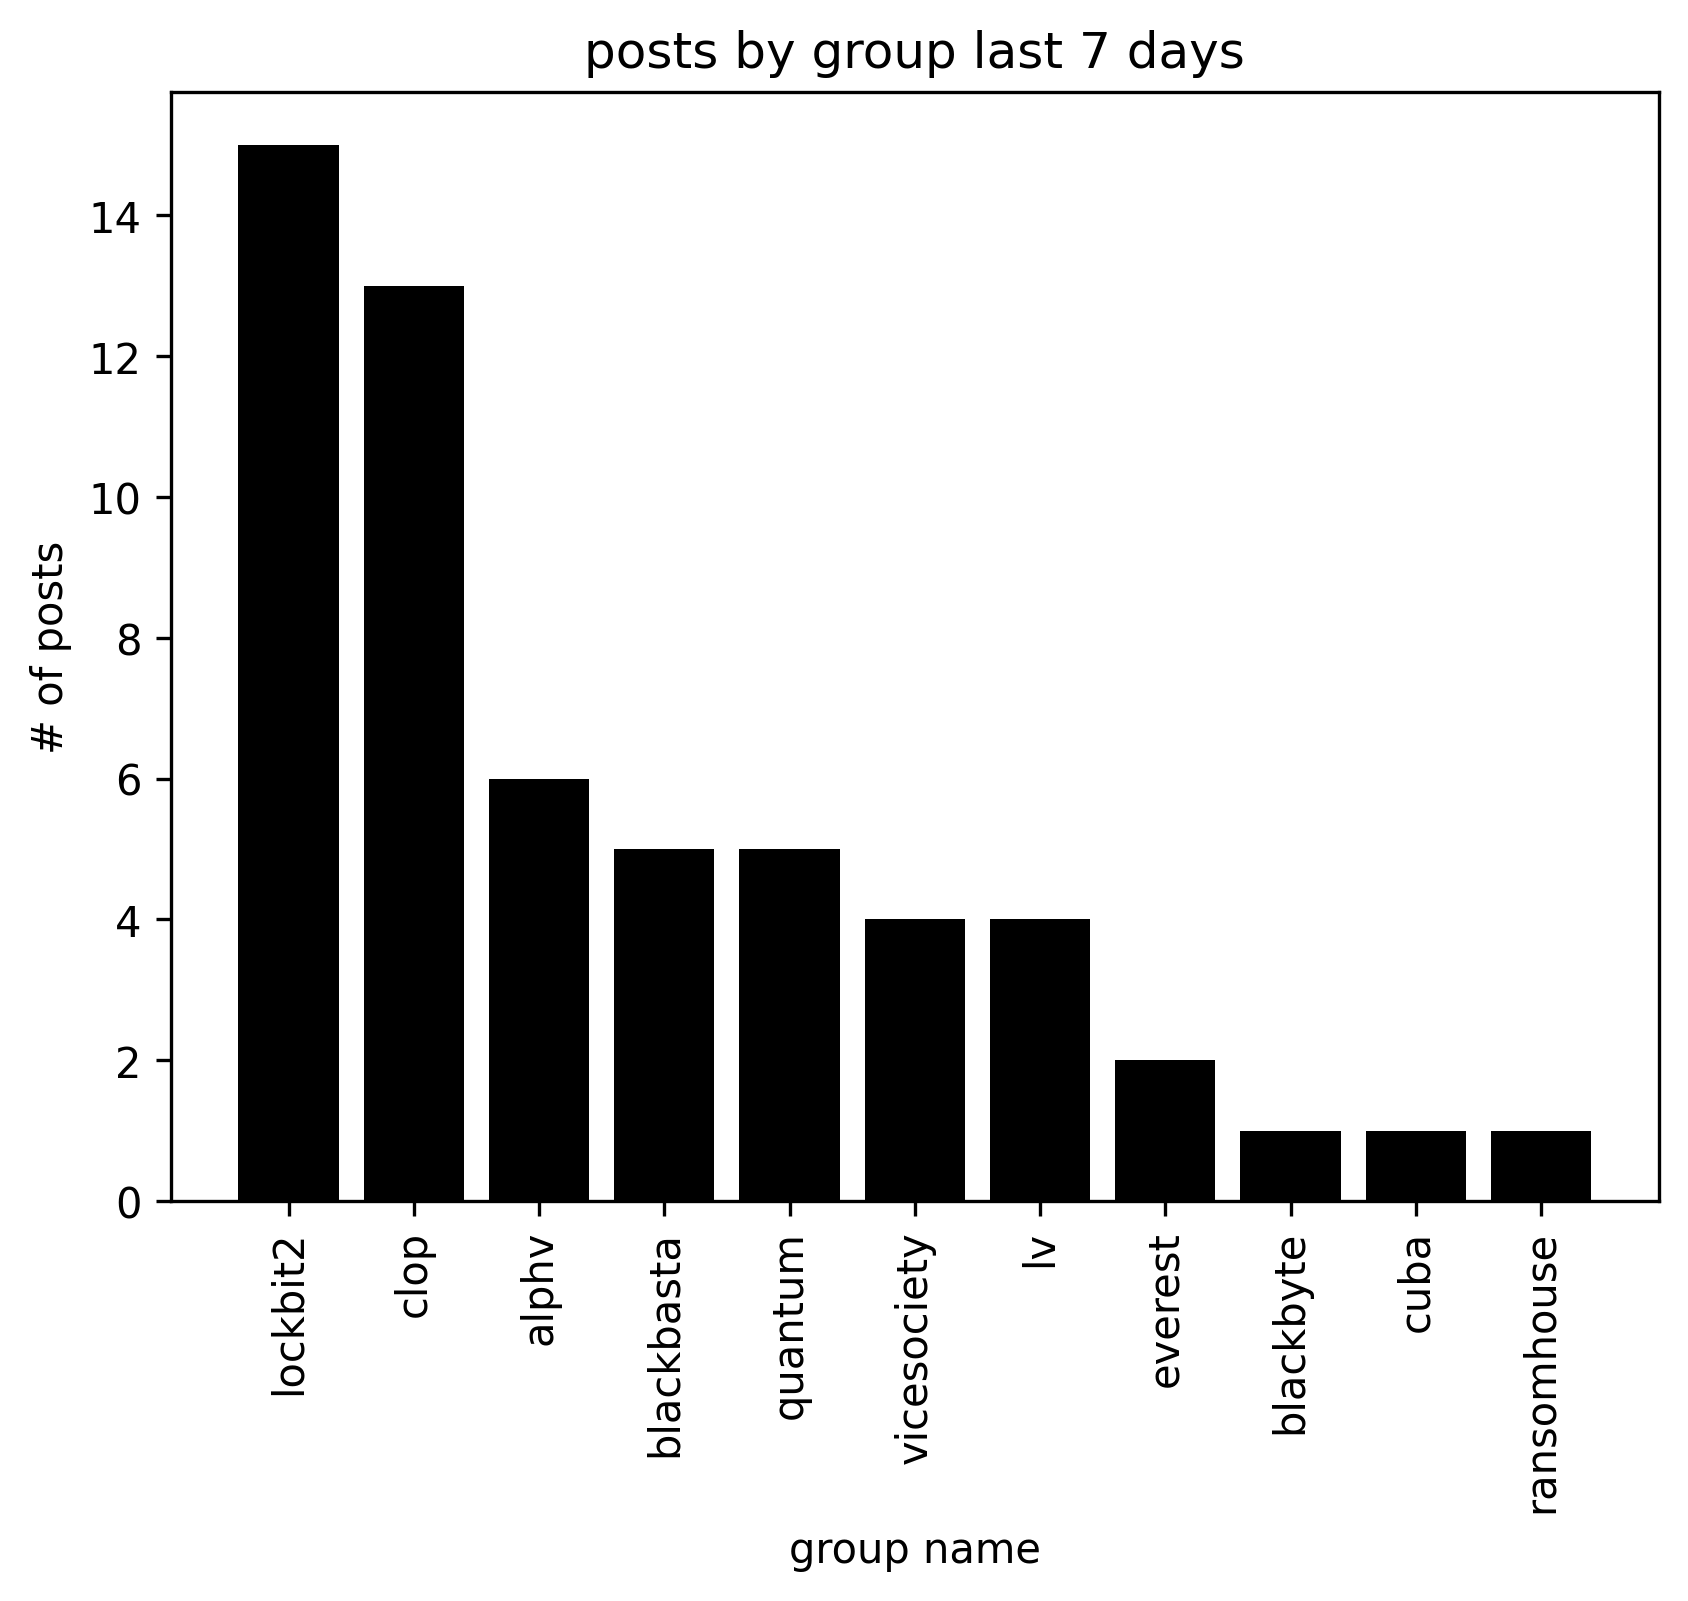 posts by group last 7 days
# of posts
14
12
10
8
6
4
2
0
lockbit2
clop
alphv
blackbasta
quantum
vicesociety
lv
everest
blackbyte
cuba
ransomhouse
group name